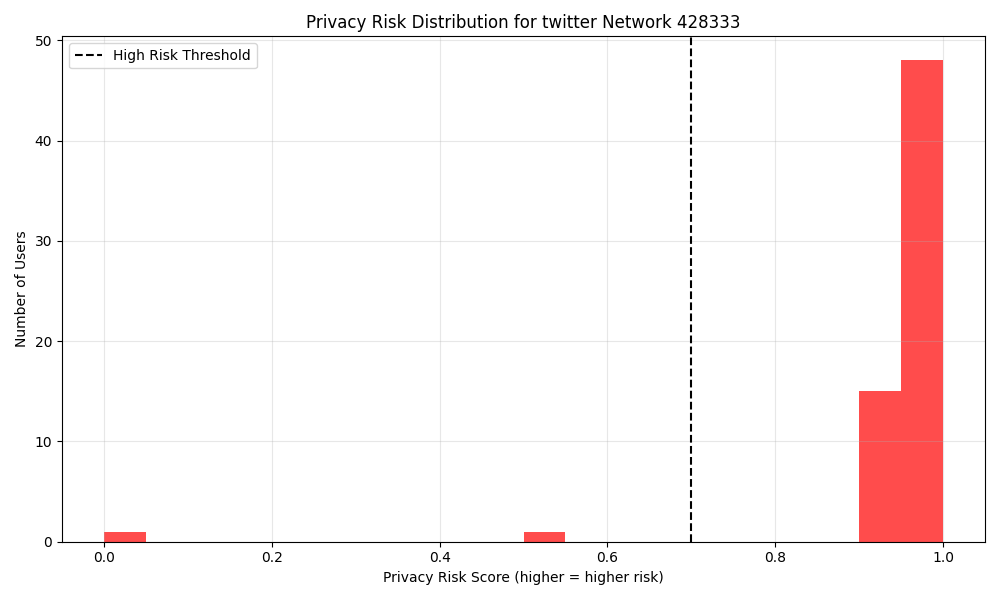 Privacy Risk Distribution for twitter Network 428333
High Risk Threshold
Number of Users
50
40
30
20
10
0
0.0 0.2 0.4 0.6 0.8 1.0
Privacy Risk Score (higher = higher risk)